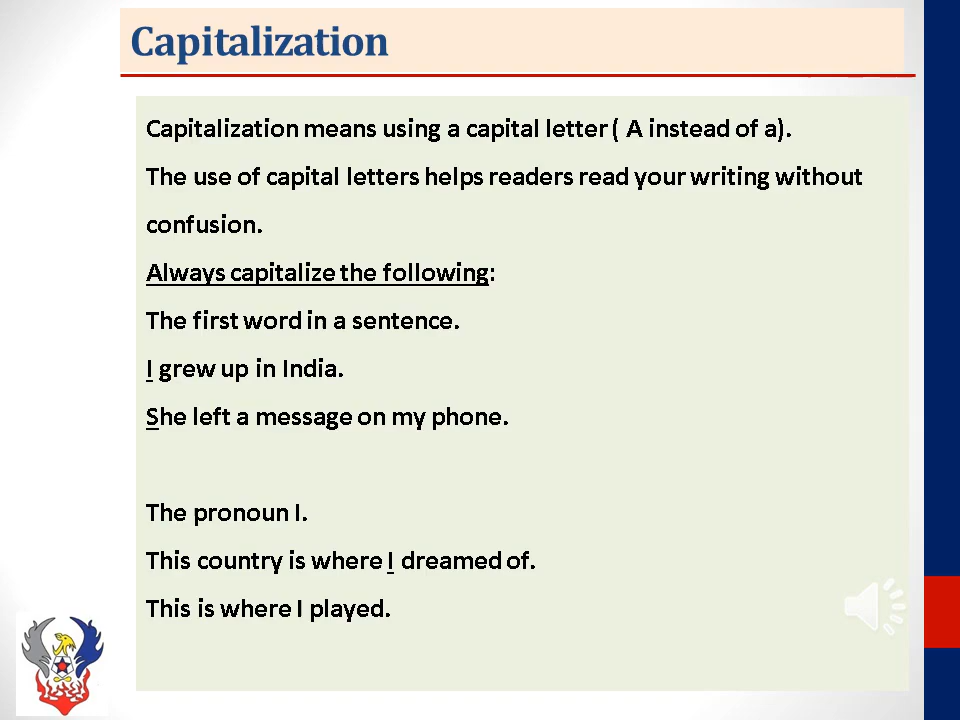 Capitalization
Capitalization means using a capital letter ( A instead of a).
The use of capital letters helps readers read your writing without
confusion.
Always capitalize the following:
The first word in a sentence.
I grew up in India.
She left a message on my phone.
The pronoun I.
This country is where I dreamed of.
This is where I played.